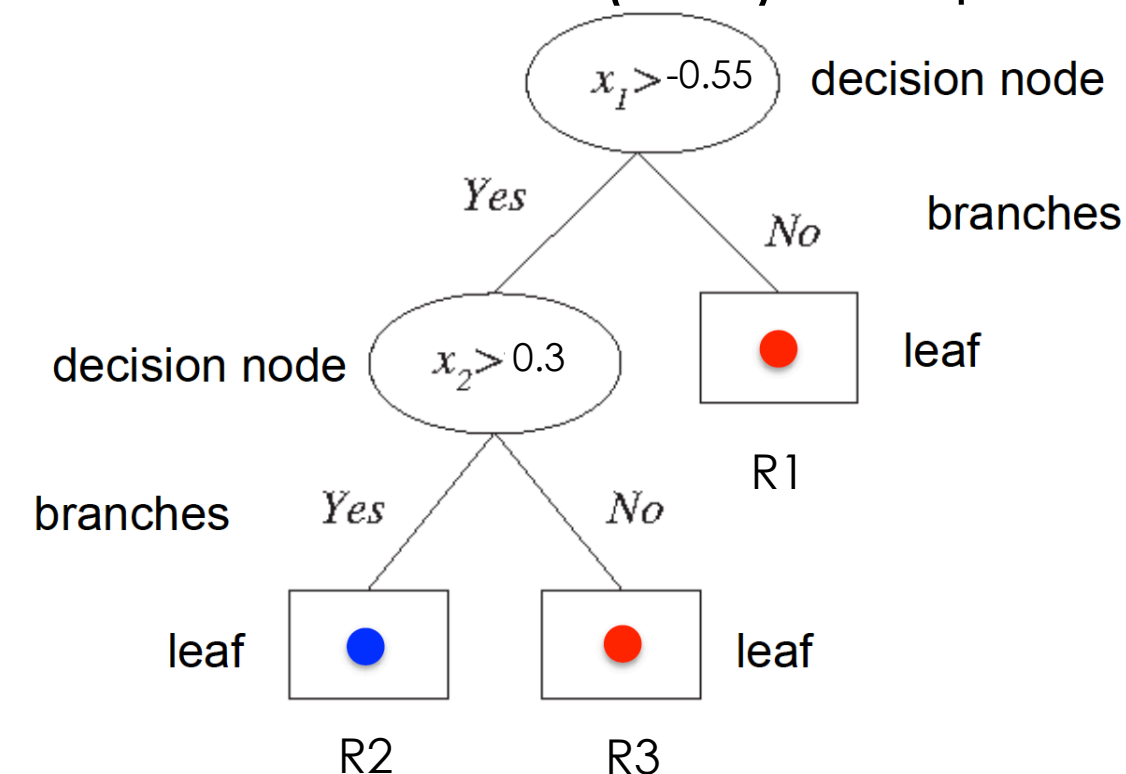 x1 > -0.55
decision node
Yes
No
branches
decision node
x2 > 0.3
leaf
R1
branches
Yes
No
leaf
leaf
R2
R3